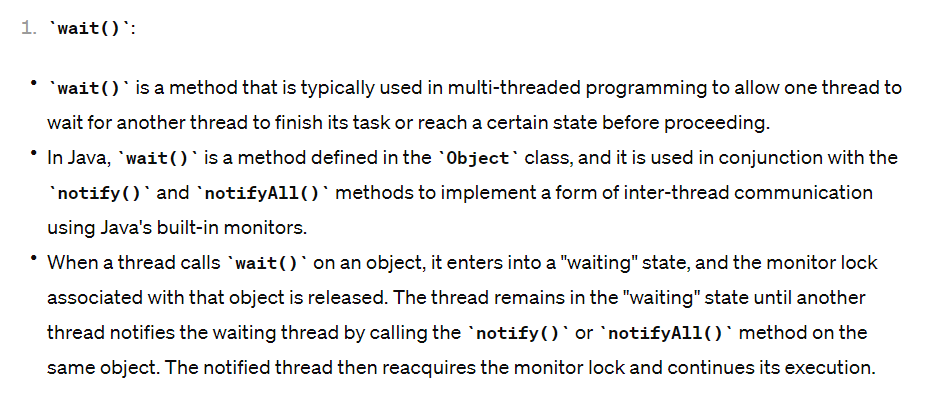 1. `wait()`:
• `wait()` is a method that is typically used in multi-threaded programming to allow one thread to
wait for another thread to finish its task or reach a certain state before proceeding.
• In Java, `wait()` is a method defined in the `Object` class, and it is used in conjunction with the
`notify()` and `notifyAll()` methods to implement a form of inter-thread communication
using Java's built-in monitors.
• When a thread calls `wait()` on an object, it enters into a "waiting" state, and the monitor lock
associated with that object is released. The thread remains in the "waiting" state until another
thread notifies the waiting thread by calling the `notify()` or `notifyAll()` method on the
same object. The notified thread then reacquires the monitor lock and continues its execution.